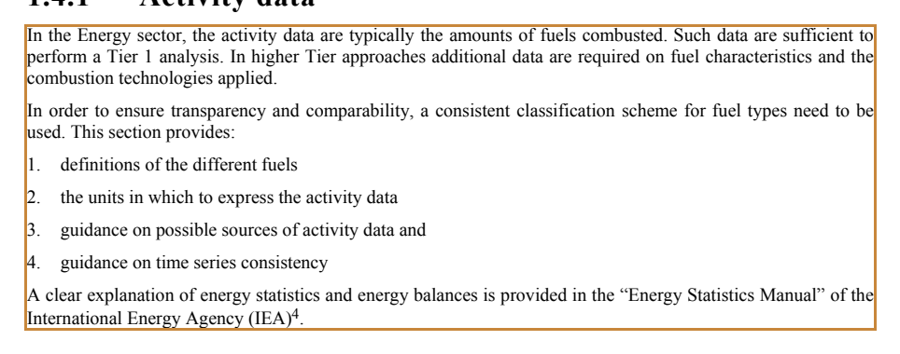 1.4.1 Activity data
In the Energy sector, the activity data are typically the amounts of fuels combusted. Such data are sufficient to
perform a Tier 1 analysis. In higher Tier approaches additional data are required on fuel characteristics and the
combustion technologies applied.
In order to ensure transparency and comparability, a consistent classification scheme for fuel types need to be
used. This section provides:
1. definitions of the different fuels
2. the units in which to express the activity data
3. guidance on possible sources of activity data and
4. guidance on time series consistency
A clear explanation of energy statistics and energy balances is provided in the “Energy Statistics Manual” of the
International Energy Agency (IEA)⁴.